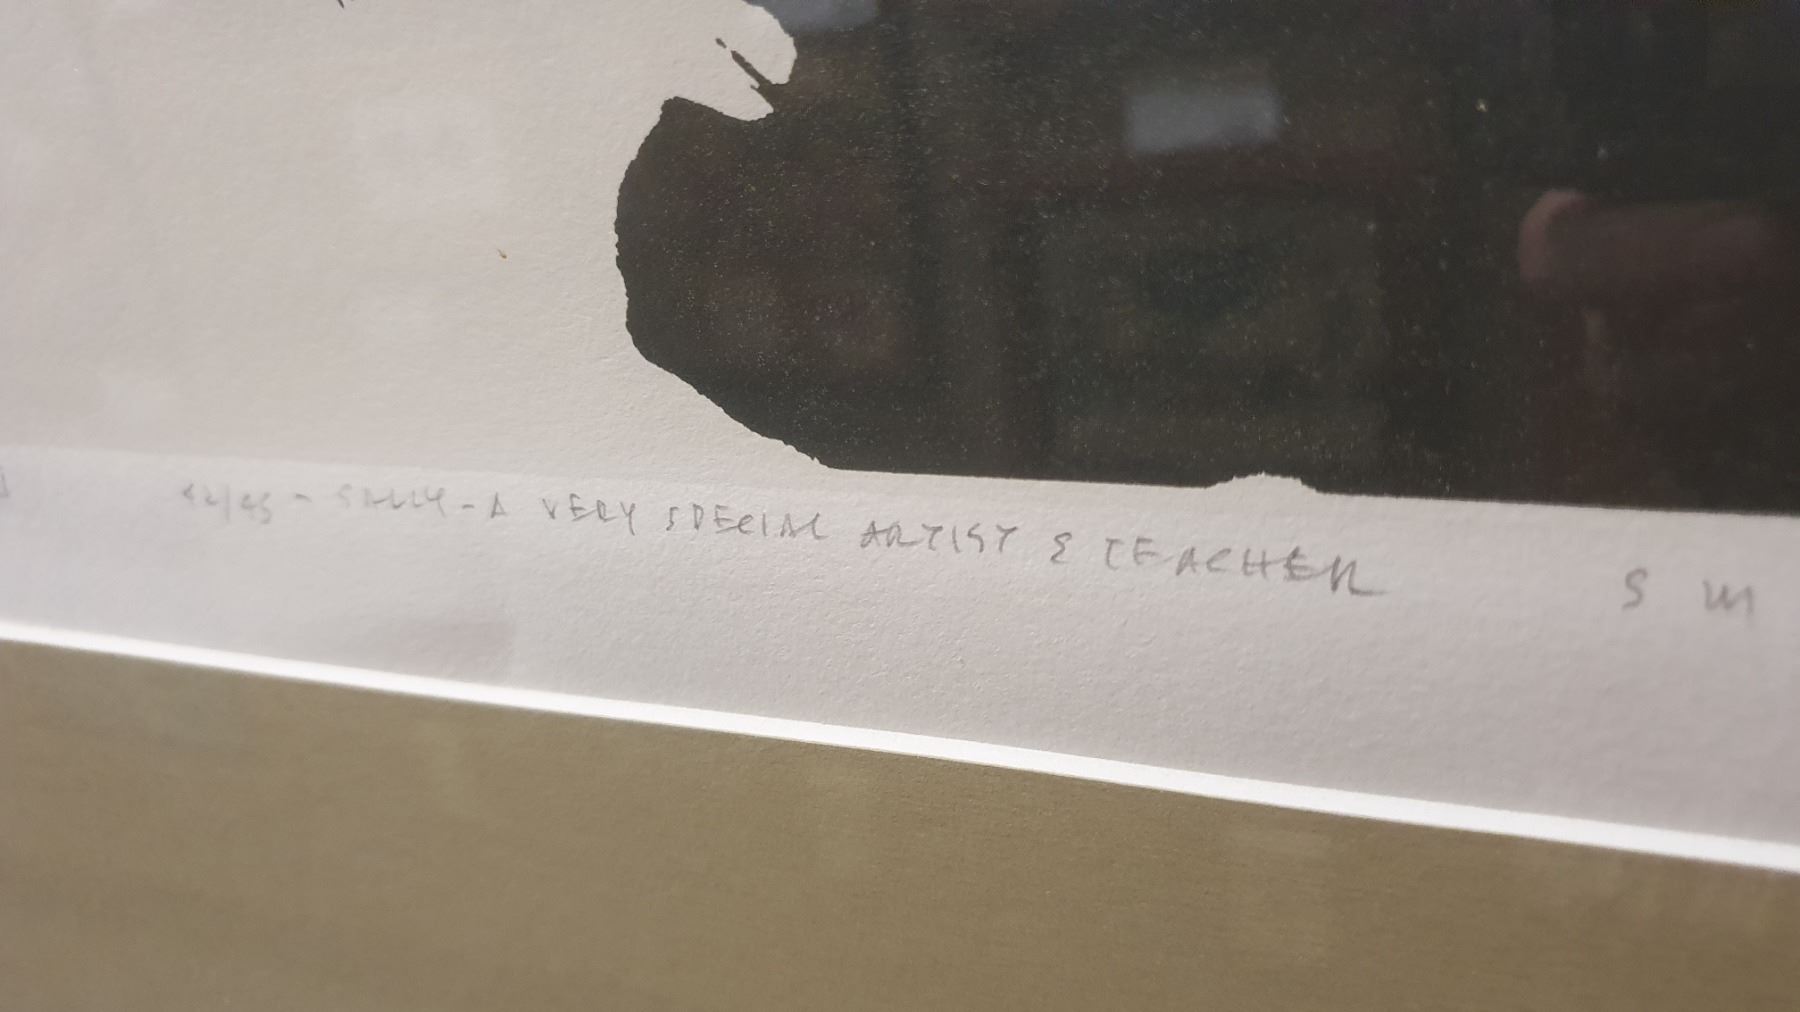 - SALLY - A VERY SPECIAL ARTIST & TEACHER S M